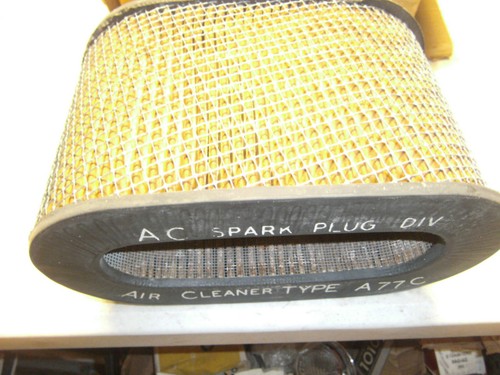 AC SPARK PLUG DIV
AIR CLEANER TYPE A77C